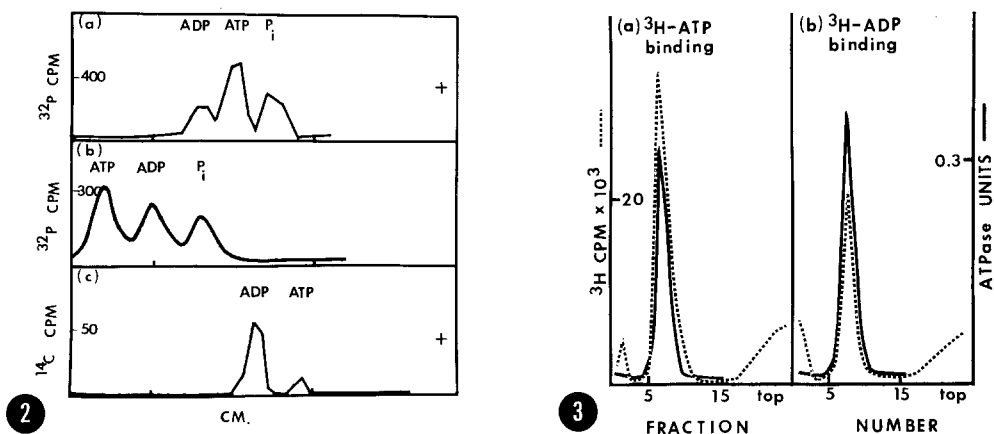 (a)
ADP ATP Pi
400
32P CPM
+
(b)
ATP ADP Pi
300
32P CPM
(c)
ADP ATP
50
14C CPM
+
CM.
2
(a) 3H-ATP
binding
(b) 3H-ADP
binding
3H CPM × 103
20
0.3
ATPase UNITS
5 15 top
5 15 top
FRACTION NUMBER
3